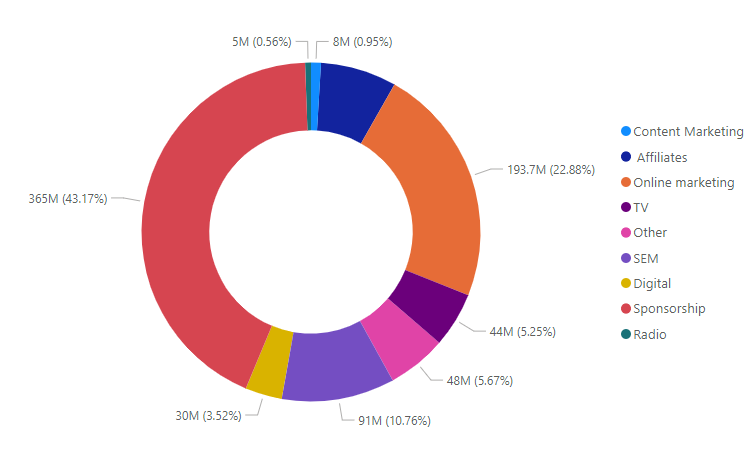 5M (0.56%)
8M (0.95%)
193.7M (22.88%)
365M (43.17%)
44M (5.25%)
48M (5.67%)
30M (3.52%)
91M (10.76%)
Content Marketing
Affiliates
Online marketing
TV
Other
SEM
Digital
Sponsorship
Radio